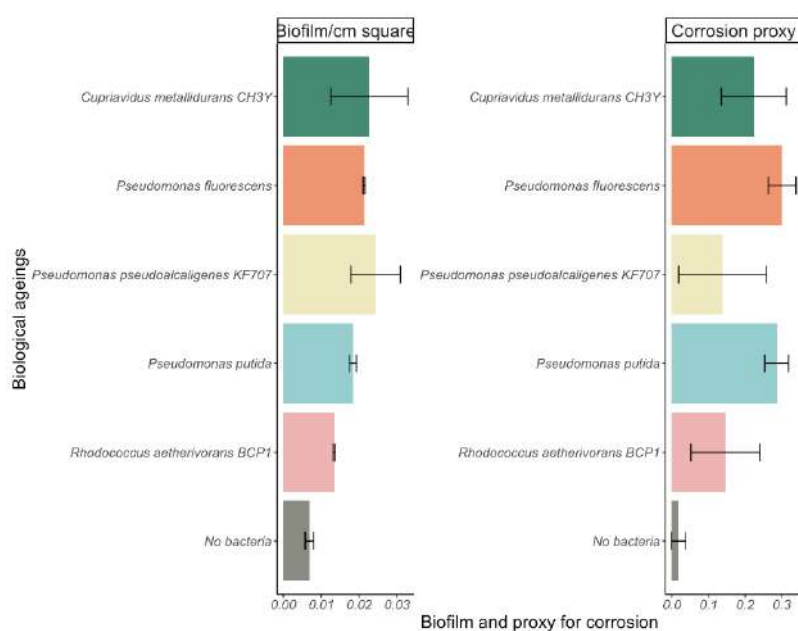 Biofilm/cm square
Corrosion proxy
Biological ageings
Cupriavidus metallidurans CH3Y
Pseudomonas fluorescens
Pseudomonas pseudoalcaligenes KF707
Pseudomonas putida
Rhodococcus aetherivorans BCP1
No bacteria
Cupriavidus metallidurans CH3Y
Pseudomonas fluorescens
Pseudomonas pseudoalcaligenes KF707
Pseudomonas putida
Rhodococcus aetherivorans BCP1
No bacteria
0.00 0.01 0.02 0.03
0.0 0.1 0.2 0.3
Biofilm and proxy for corrosion